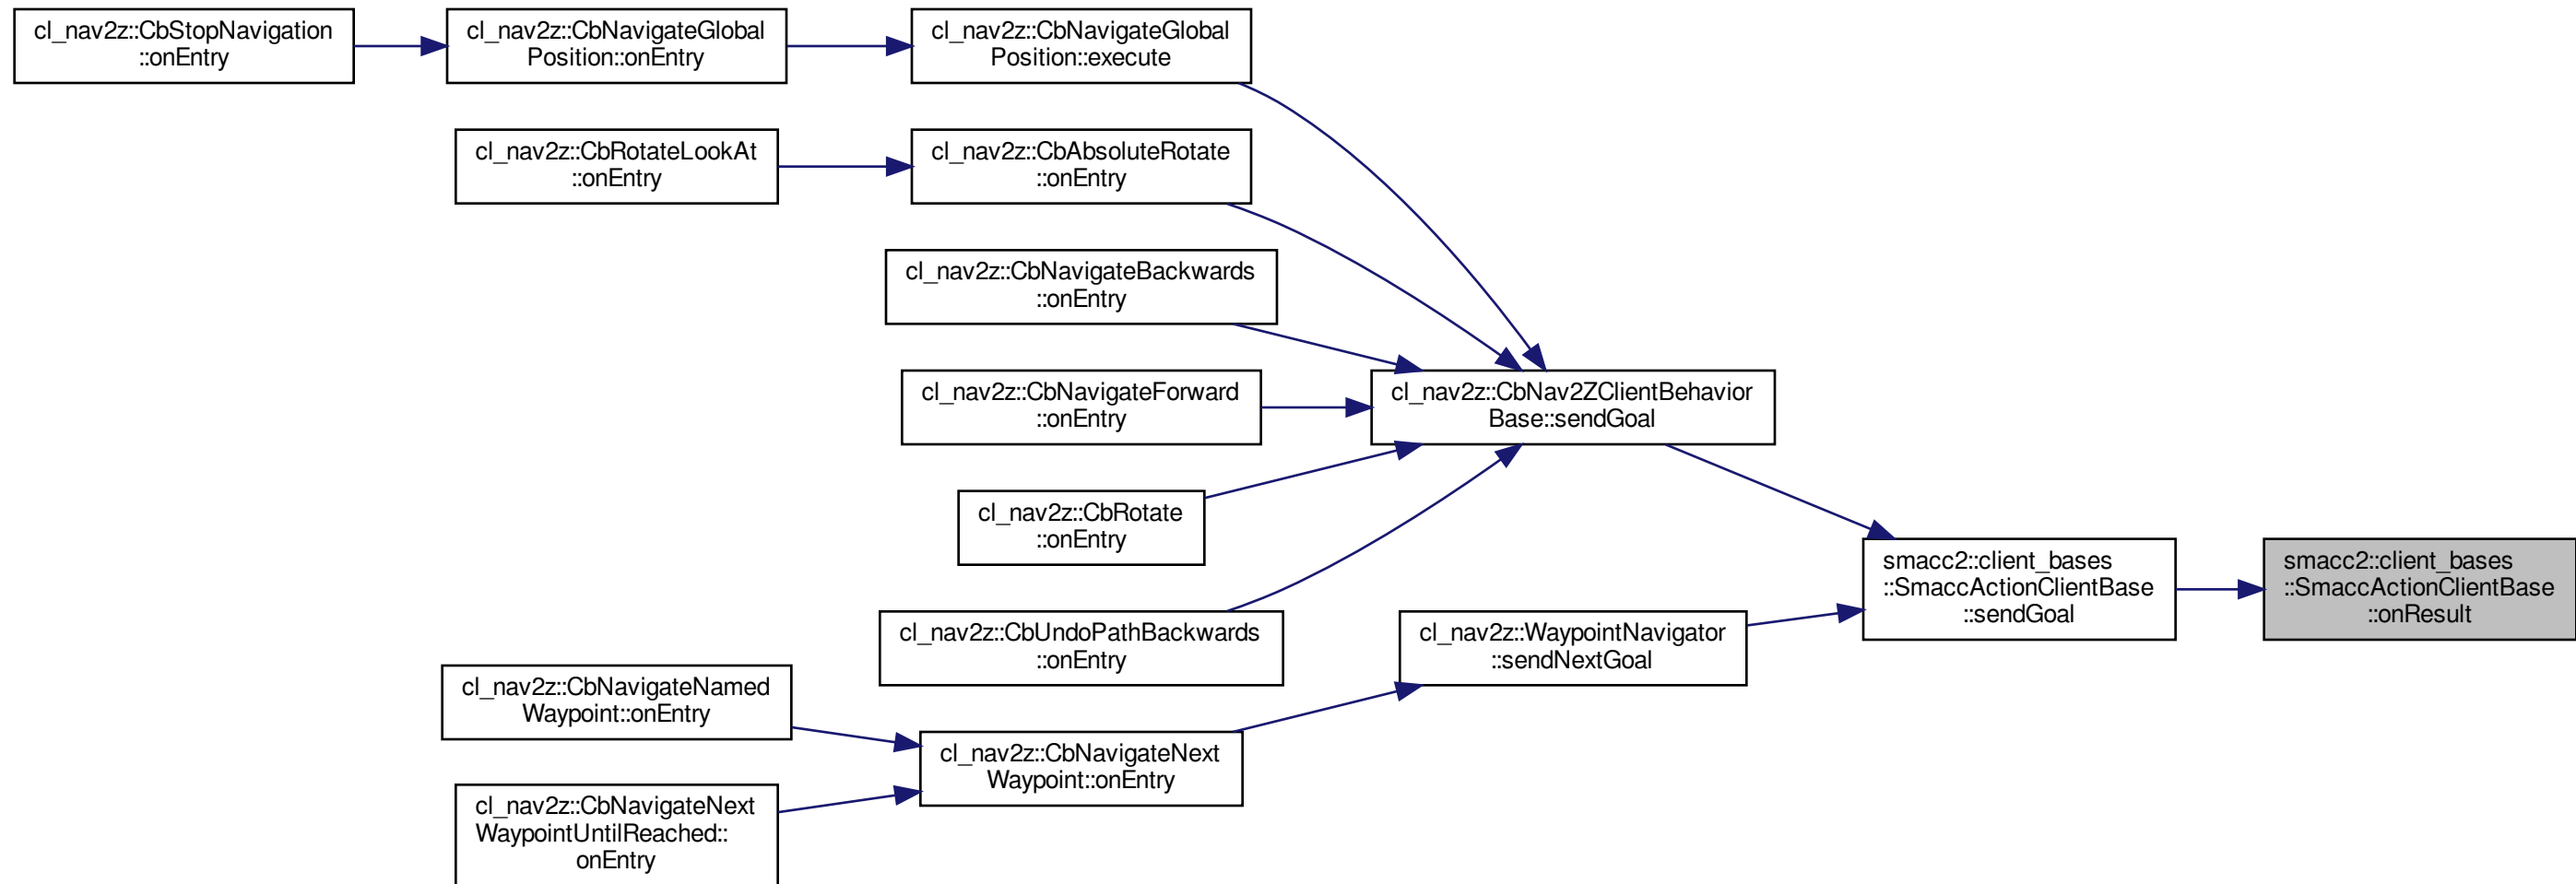 cl_nav2z::CbStopNavigation
::onEntry
cl_nav2z::CbNavigateGlobal
Position::onEntry
cl_nav2z::CbNavigateGlobal
Position::execute
cl_nav2z::CbRotateLookAt
::onEntry
cl_nav2z::CbAbsoluteRotate
::onEntry
cl_nav2z::CbNavigateBackwards
::onEntry
cl_nav2z::CbNavigateForward
::onEntry
cl_nav2z::CbNav2ZClientBehavior
Base::sendGoal
cl_nav2z::CbRotate
::onEntry
smacc2::client_bases
::SmaccActionClientBase
::sendGoal
smacc2::client_bases
::SmaccActionClientBase
::onResult
cl_nav2z::CbUndoPathBackwards
::onEntry
cl_nav2z::WaypointNavigator
::sendNextGoal
cl_nav2z::CbNavigateNamed
Waypoint::onEntry
cl_nav2z::CbNavigateNext
Waypoint::onEntry
cl_nav2z::CbNavigateNext
WaypointUntilReached::
onEntry